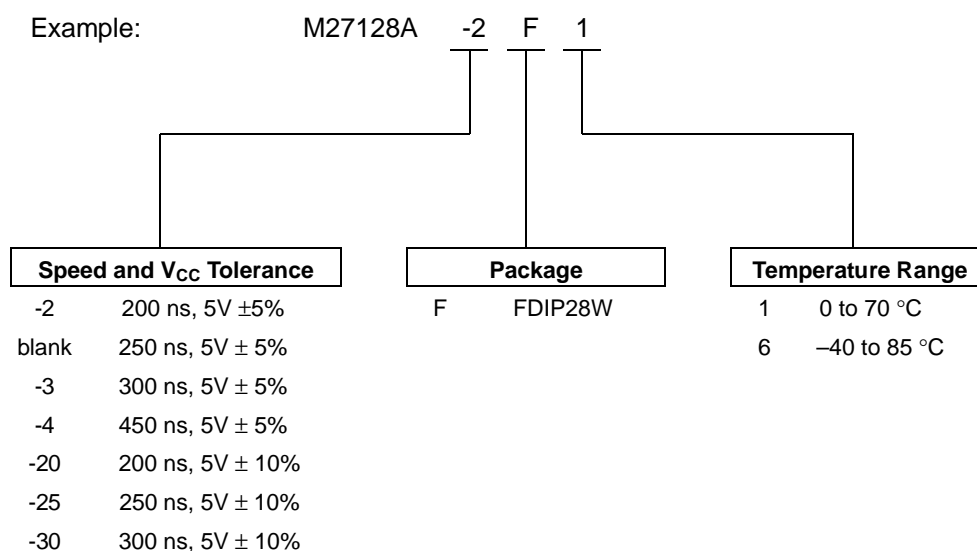 Example: M27128A -2 F 1
Speed and VCC Tolerance
-2 200 ns, 5V ±5%
blank 250 ns, 5V ± 5%
-3 300 ns, 5V ± 5%
-4 450 ns, 5V ± 5%
-20 200 ns, 5V ± 10%
-25 250 ns, 5V ± 10%
-30 300 ns, 5V ± 10%
Package
F FDIP28W
Temperature Range
1 0 to 70 °C
6 –40 to 85 °C